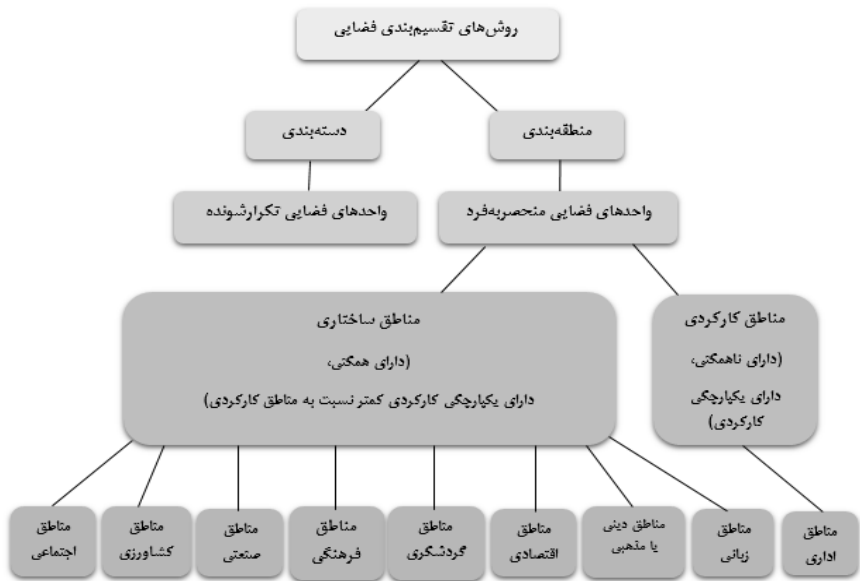 روش‌های تقسیم‌بندی فضایی
منطقه‌بندی
دسته‌بندی
واحدهای فضایی منحصربه‌فرد
واحدهای فضایی تکرارشونده
مناطق کارکردی
(دارای ناهمگنی،
دارای یکپارچگی
کارکردی)
مناطق ساختاری
(دارای همگنی،
دارای یکپارچگی کارکردی کمتر نسبت به مناطق کارکردی)
مناطق
اداری
مناطق
زبانی
مناطق دینی
یا مذهبی
مناطق
اقتصادی
مناطق
گردشگری
مناطق
فرهنگی
مناطق
صنعتی
مناطق
کشاورزی
مناطق
اجتماعی